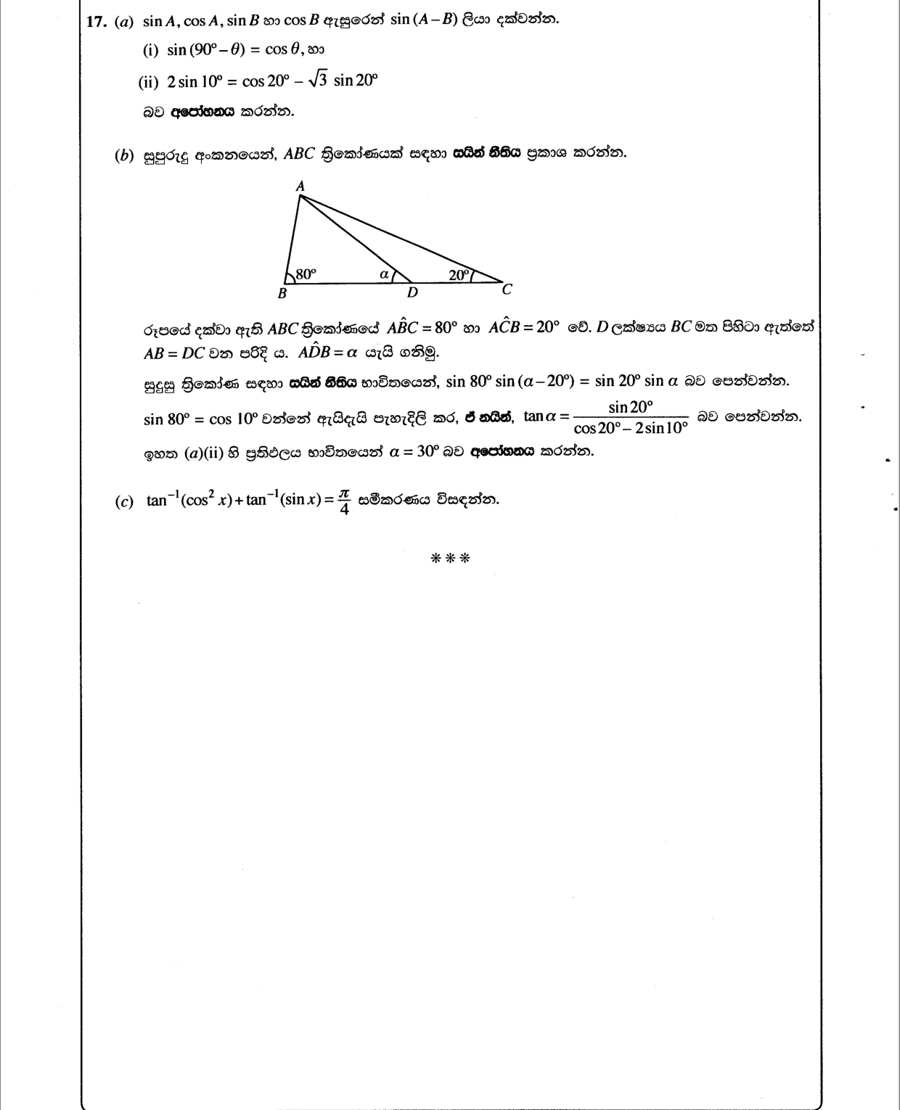 17. (a) sin A, cos A, sin B හා cos B ඇසුරෙන් sin (A – B) ලියා දක්වන්න.
(i) sin (90° – θ) = cos θ, හා
(ii) 2 sin 10° = cos 20° – √3 sin 20°
බව අපෝහනය කරන්න.
(b) සුපුරුදු අංකනයෙන්, ABC ත්‍රිකෝණයක් සඳහා සයින් නීතිය ප්‍රකාශ කරන්න.
A
80° α 20°
B D C
රූපයේ දක්වා ඇති ABC ත්‍රිකෝණයේ AB̂C = 80° හා AĈB = 20° වේ. D ලක්ෂ්‍යය BC මත පිහිටා ඇත්තේ
AB = DC වන පරිදි ය. AD̂B = α යැයි ගනිමු.
සුදුසු ත්‍රිකෝණ සඳහා සයින් නීතිය භාවිතයෙන්, sin 80° sin (α – 20°) = sin 20° sin α බව පෙන්වන්න.
sin 80° = cos 10° වන්නේ ඇයිදැයි පැහැදිලි කර, ඒ නයින්, tan α = sin 20° / (cos 20° – 2 sin 10°) බව පෙන්වන්න.
ඉහත (a)(ii) හි ප්‍රතිඵලය භාවිතයෙන් α = 30° බව අපෝහනය කරන්න.
(c) tan⁻¹(cos² x) + tan⁻¹(sin x) = π/4 සමීකරණය විසඳන්න.
* * *